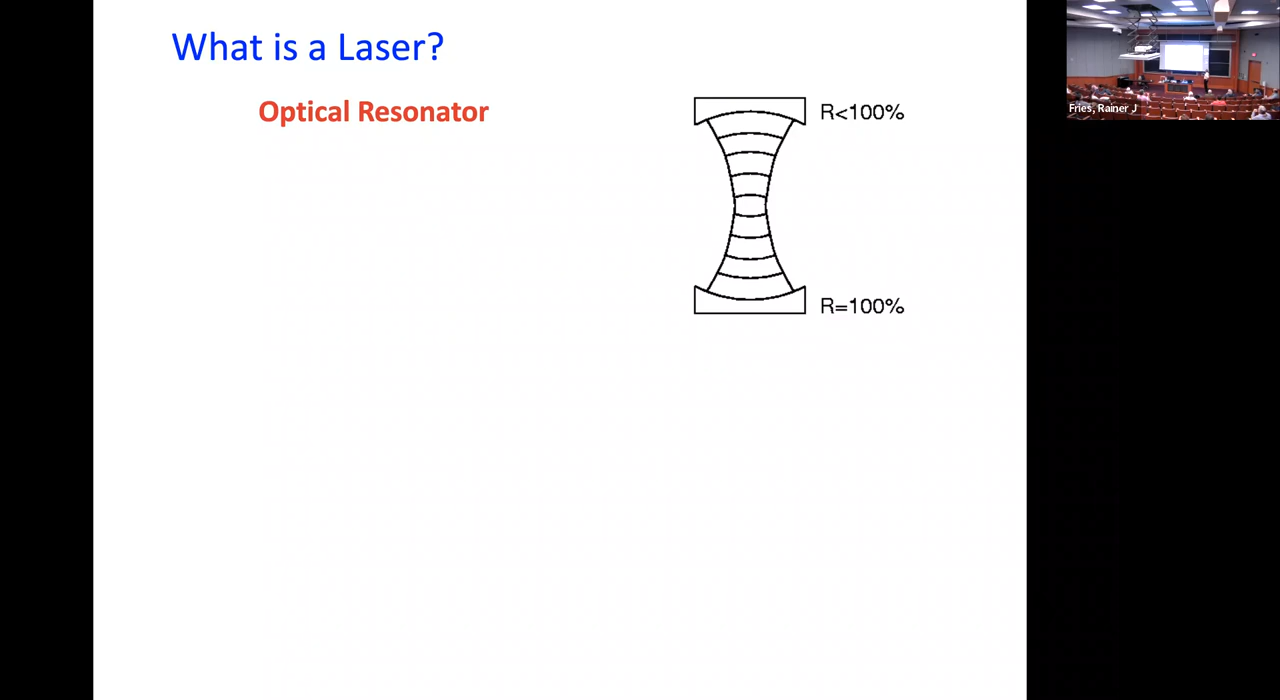 What is a Laser?
Optical Resonator
R<100%
R=100%
Fries, Rainer J